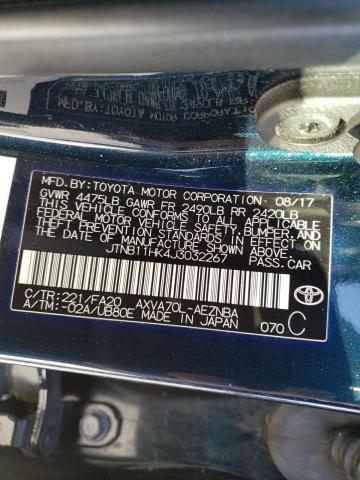 MFD.BY:TOYOTA MOTOR CORPORATION 08/17
GVWR 4475LB GAWR FR 2490LB RR 2420LB
THIS VEHICLE CONFORMS TO ALL APPLICABLE
FEDERAL MOTOR VEHICLE SAFETY, BUMPER, AND
THEFT PREVENTION STANDARDS IN EFFECT ON
THE DATE OF MANUFACTURE SHOWN ABOVE.
JTNB11HK4J3032267 PASS.CAR
C/TR:221/FA20 AXVA70L-AEZNBA
A/TM:-02A/UB80E MADE IN JAPAN 070 C
TOYOTA